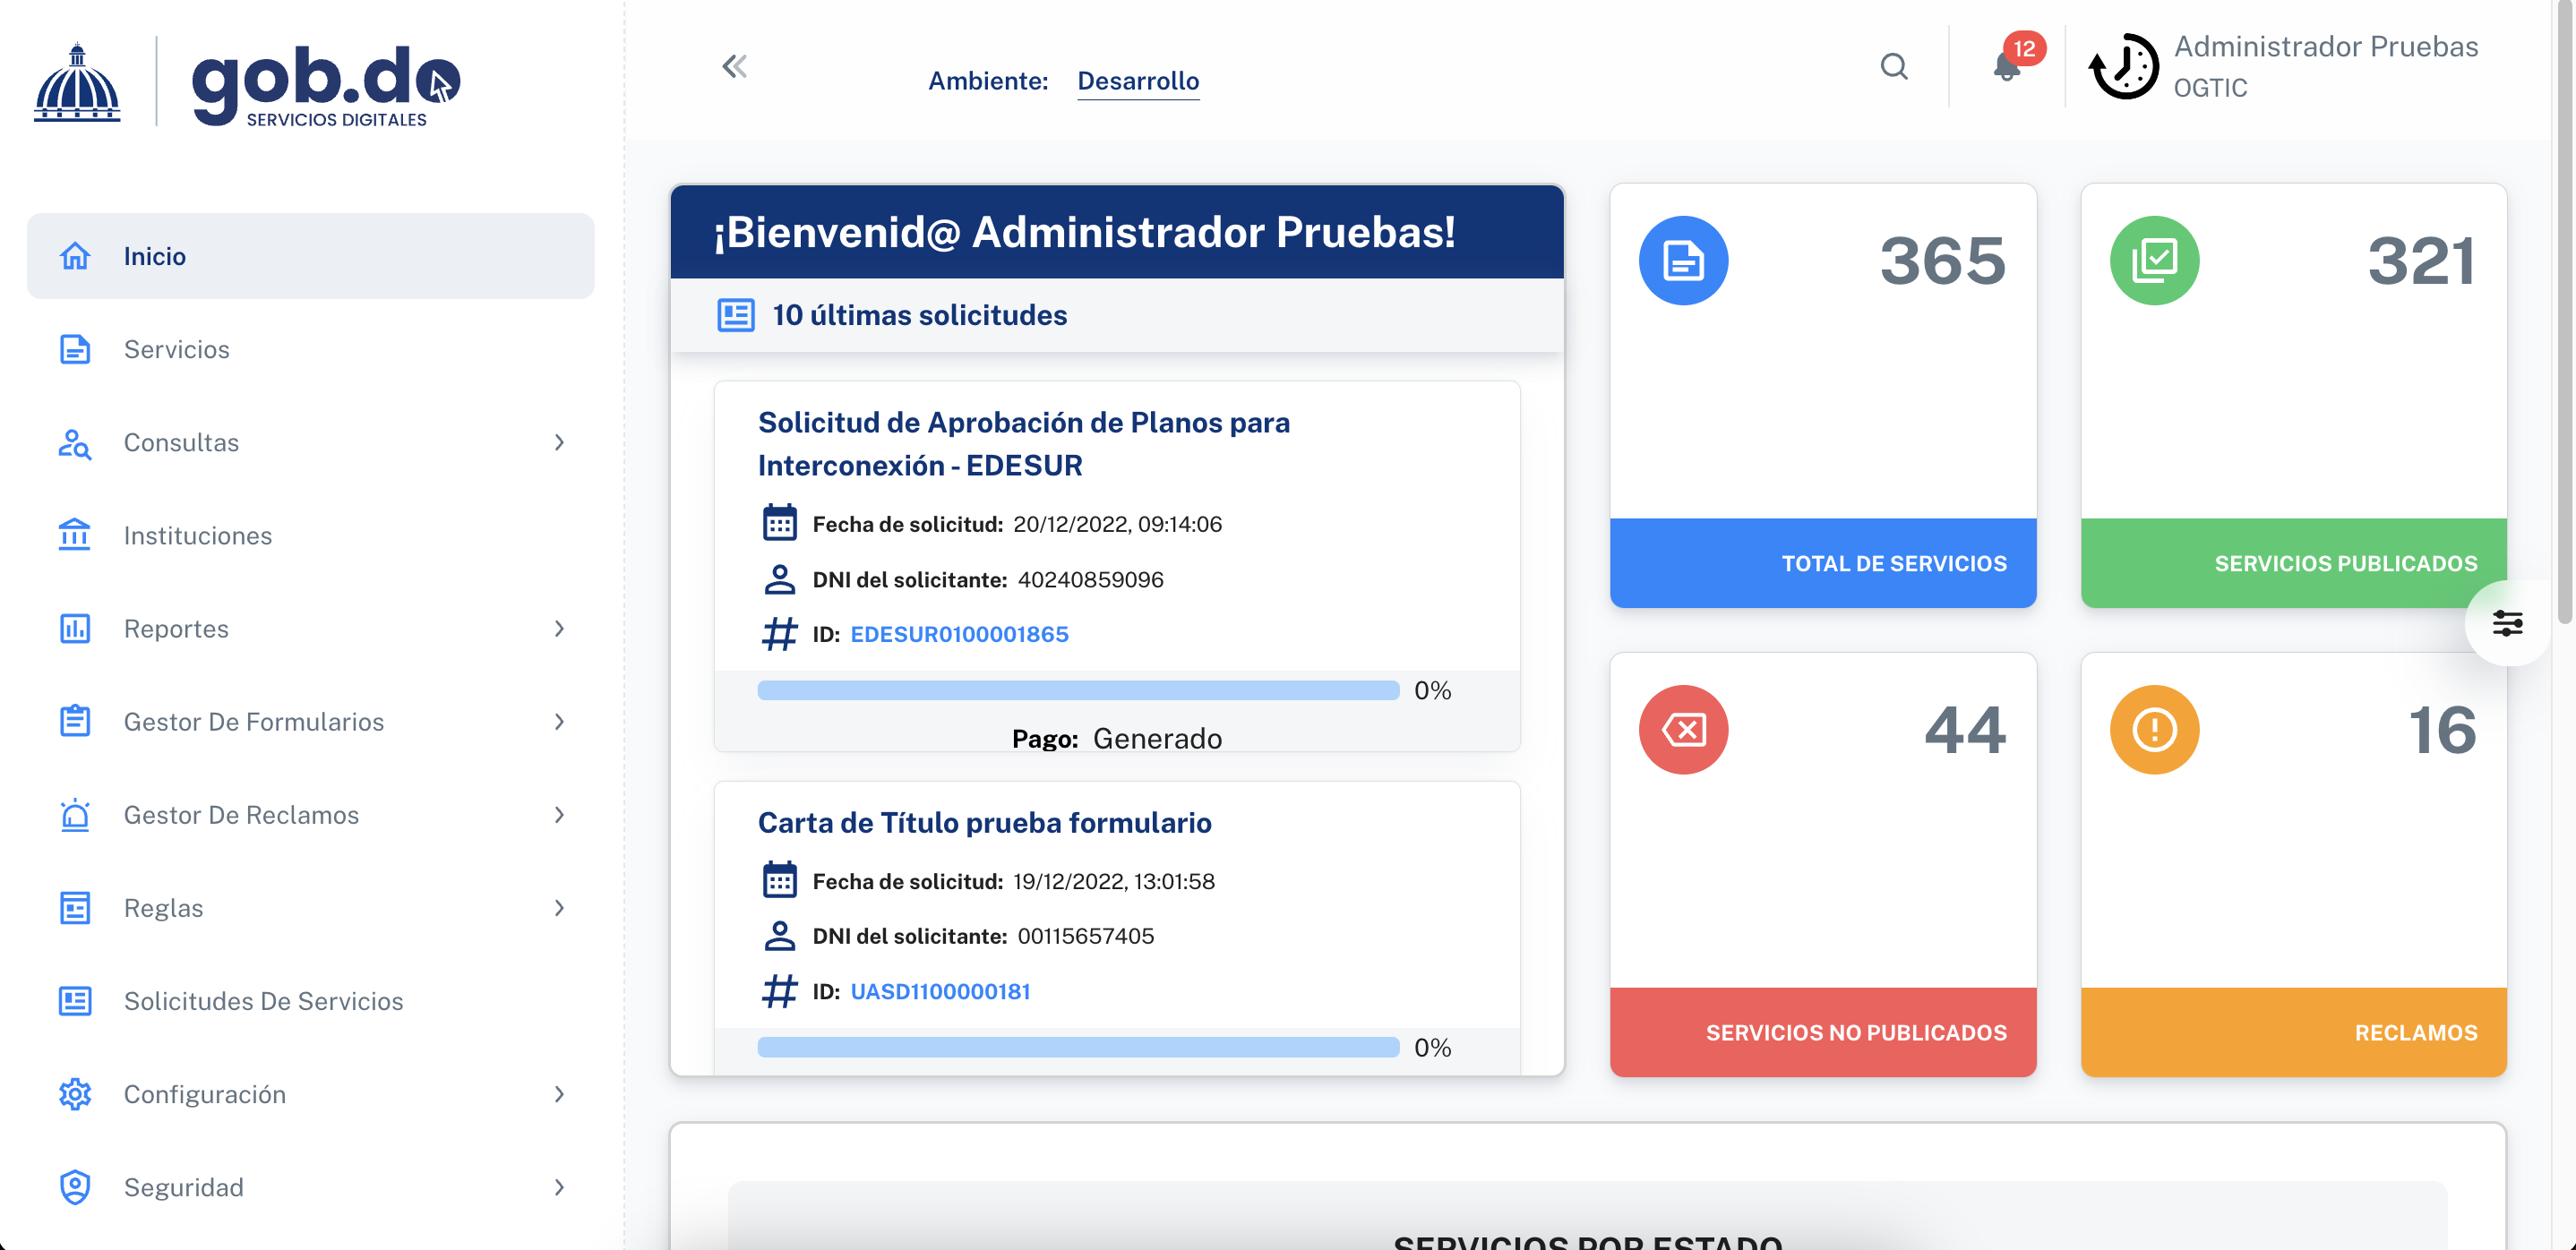 gob.do
SERVICIOS DIGITALES
Inicio
Servicios
Consultas
Instituciones
Reportes
Gestor De Formularios
Gestor De Reclamos
Reglas
Solicitudes De Servicios
Configuración
Seguridad
Ambiente: Desarrollo
12
Administrador Pruebas
OGTIC
¡Bienvenid@ Administrador Pruebas!
10 últimas solicitudes
Solicitud de Aprobación de Planos para
Interconexión - EDESUR
Fecha de solicitud: 20/12/2022, 09:14:06
DNI del solicitante: 40240859096
# ID: EDESUR0100001865
0%
Pago: Generado
Carta de Título prueba formulario
Fecha de solicitud: 19/12/2022, 13:01:58
DNI del solicitante: 00115657405
# ID: UASD1100000181
0%
365
TOTAL DE SERVICIOS
321
SERVICIOS PUBLICADOS
44
SERVICIOS NO PUBLICADOS
16
RECLAMOS
SERVICIOS POR ESTADO